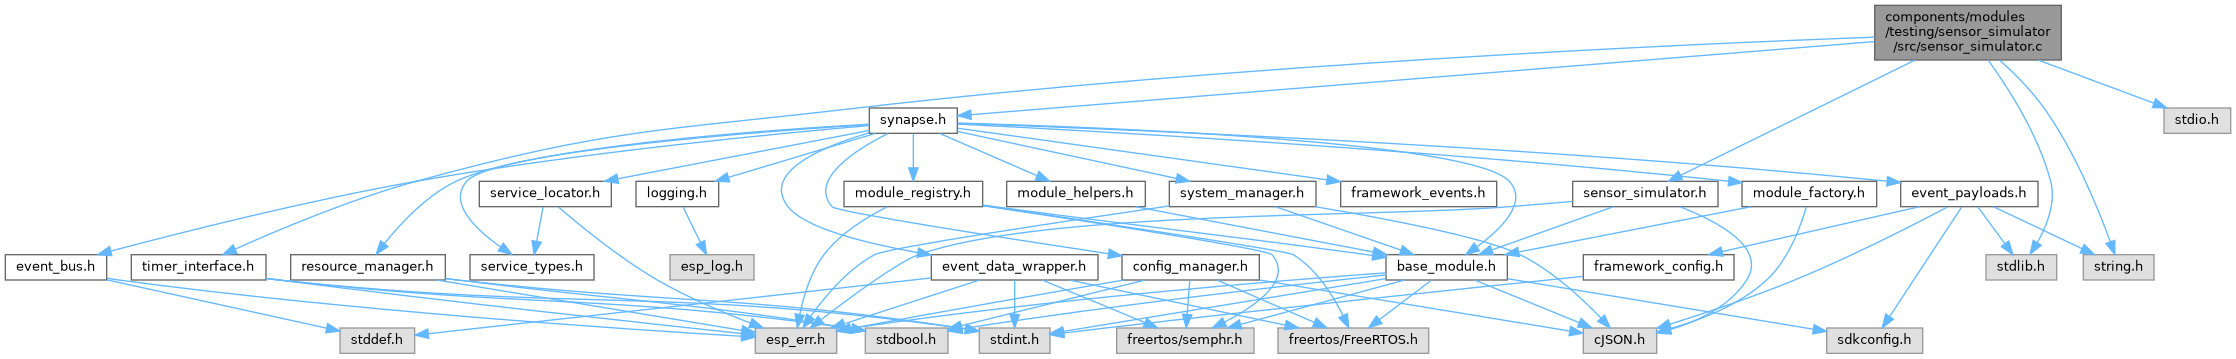 components/modules
/testing/sensor_simulator
/src/sensor_simulator.c
synapse.h
stdio.h
service_locator.h
logging.h
module_registry.h
module_helpers.h
system_manager.h
framework_events.h
sensor_simulator.h
module_factory.h
event_payloads.h
event_bus.h
timer_interface.h
resource_manager.h
service_types.h
esp_log.h
event_data_wrapper.h
config_manager.h
base_module.h
framework_config.h
stdlib.h
string.h
stddef.h
esp_err.h
stdbool.h
stdint.h
freertos/semphr.h
freertos/FreeRTOS.h
cJSON.h
sdkconfig.h